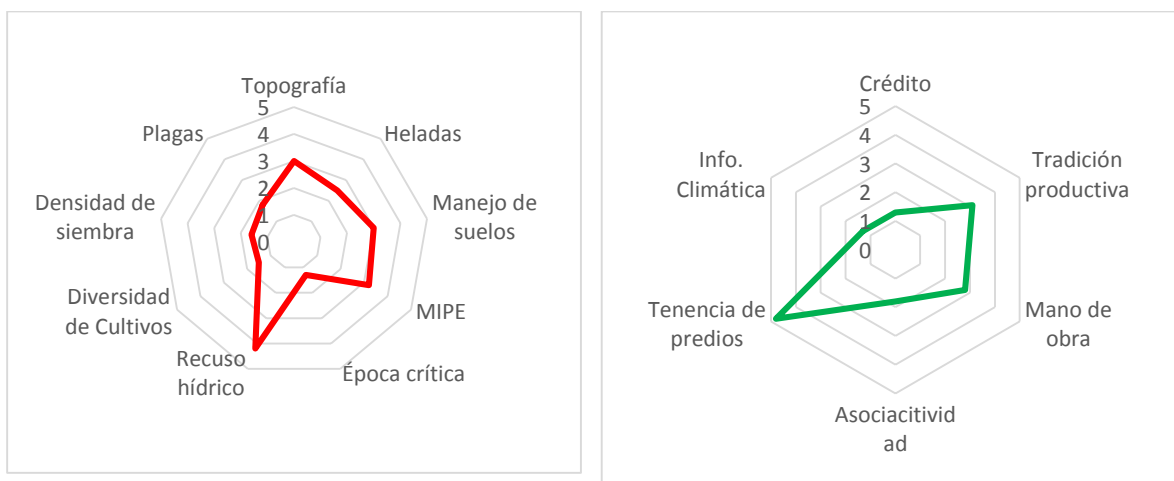 Topografía
5
4
3
2
1
0
Heladas
Manejo de
suelos
MIPE
Época crítica
Recuso
hídrico
Diversidad
de Cultivos
Densidad de
siembra
Plagas
Crédito
5
4
3
2
1
0
Tradición
productiva
Mano de
obra
Asociacitivid
ad
Tenencia de
predios
Info.
Climática